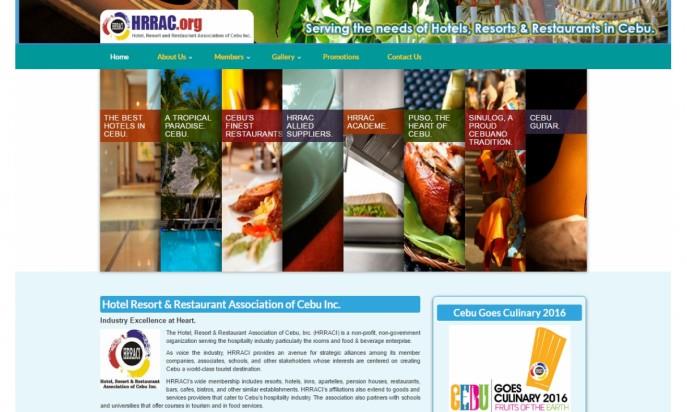 HRRAC.org
Hotel, Resort and Restaurant Association of Cebu Inc.
Serving the needs of Hotels, Resorts & Restaurants in Cebu.
Home About Us Members Gallery Promotions Contact Us
THE BEST
HOTELS IN
CEBU.
A TROPICAL
PARADISE.
CEBU.
CEBU'S
FINEST
RESTAURANTS
HRRAC
ALLIED
SUPPLIERS.
HRRAC
ACADEME.
PUSO, THE
HEART OF
CEBU.
SINULOG, A
PROUD
CEBUANO
TRADITION.
CEBU
GUITAR.
Hotel Resort & Restaurant Association of Cebu Inc.
Industry Excellence at Heart.
HRRACI
Hotel, Resort & Restaurant
Association of Cebu Inc.
The Hotel, Resort & Restaurant Association of Cebu, Inc. (HRRACI) is a non-profit, non-government
organization serving the hospitality industry particularly the rooms and food & beverage enterprise.
As voice the industry, HRRACI provides an avenue for strategic alliances among its member
companies, associates, schools, and other stakeholders whose interests are centered on creating
Cebu a world-class tourist destination.
HRRACI's wide membership includes resorts, hotels, inns, apartelles, pension houses, restaurants,
bars, cafes, bistros, and other similar establishments. HRRACI's affiliations also extend to goods and
services providers that cater to Cebu's hospitality industry. The association also partners with schools
and universities that offer courses in tourism and in food services.
Cebu Goes Culinary 2016
CEBU
GOES
CULINARY 2016
FRUITS OF THE EARTH